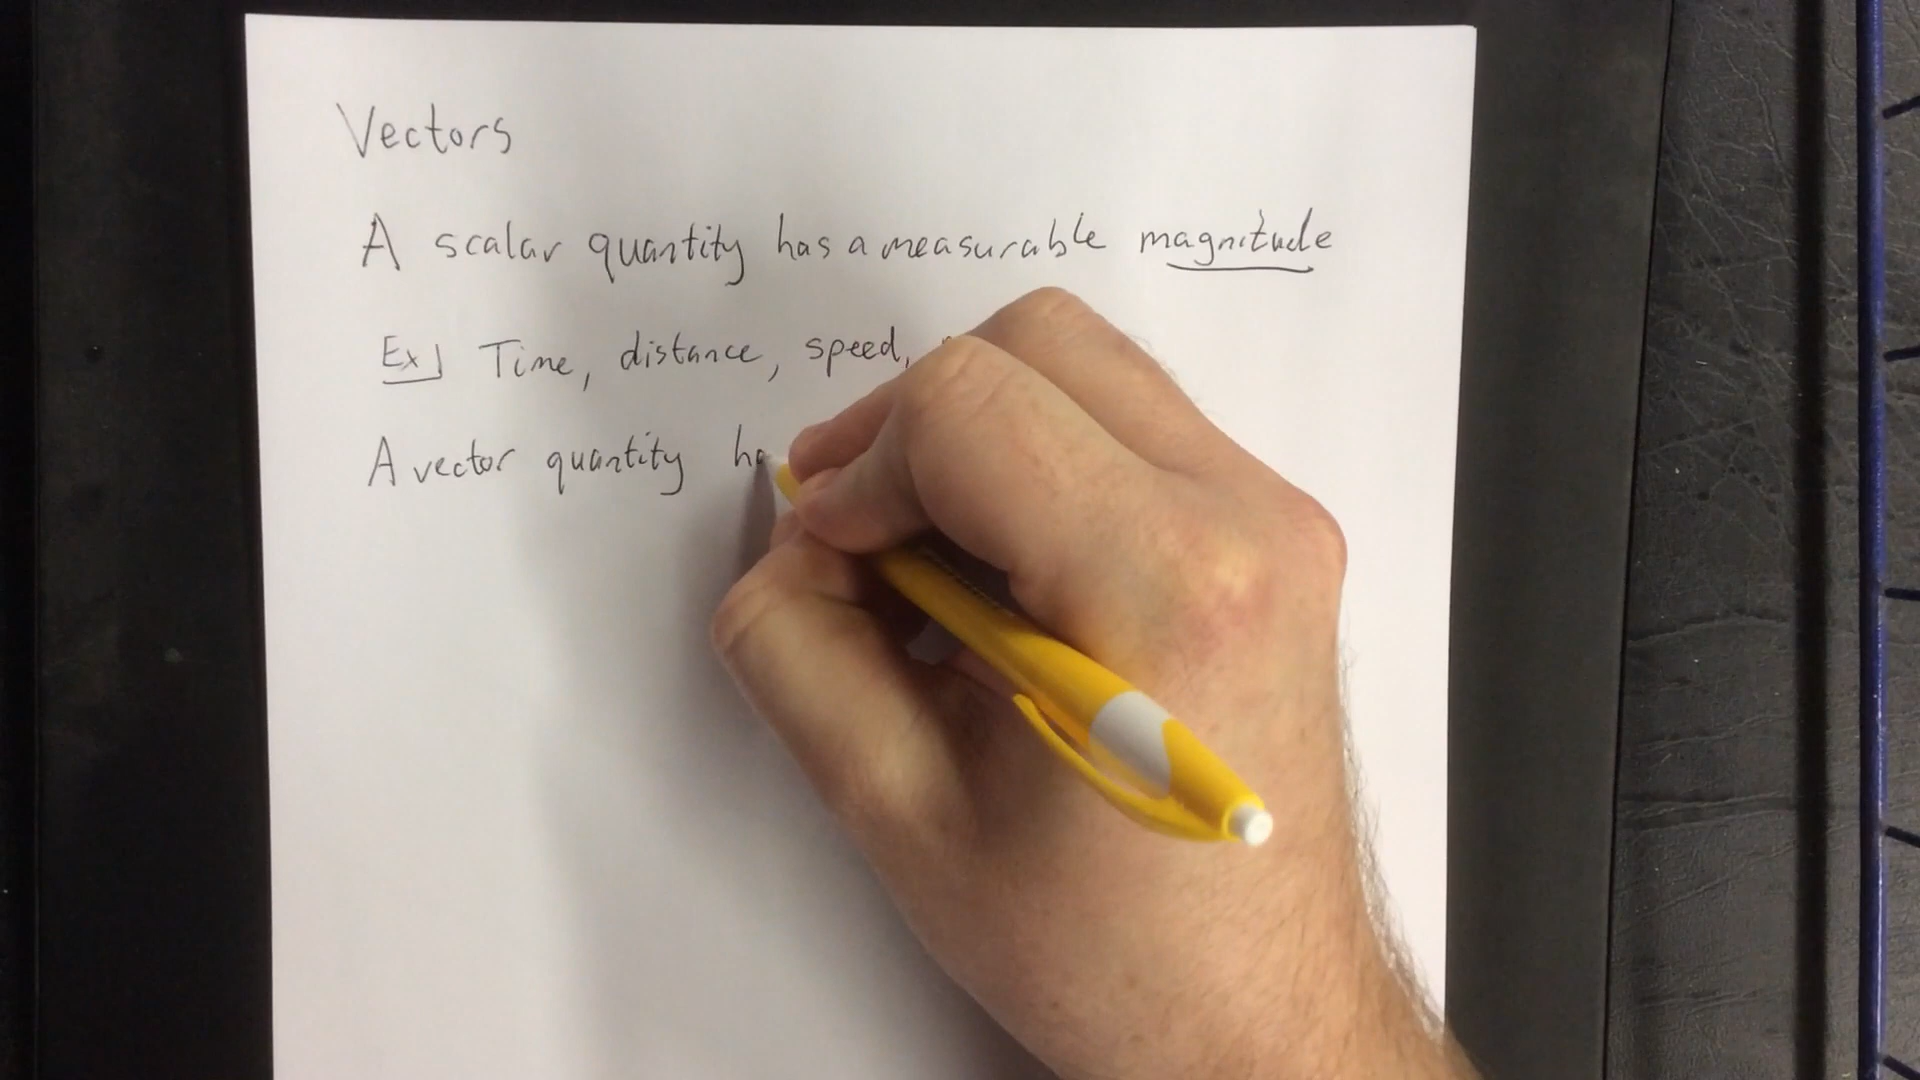 Vectors
A scalar quantity has a measurable magnitude
Ex] Time, distance, speed,
A vector quantity